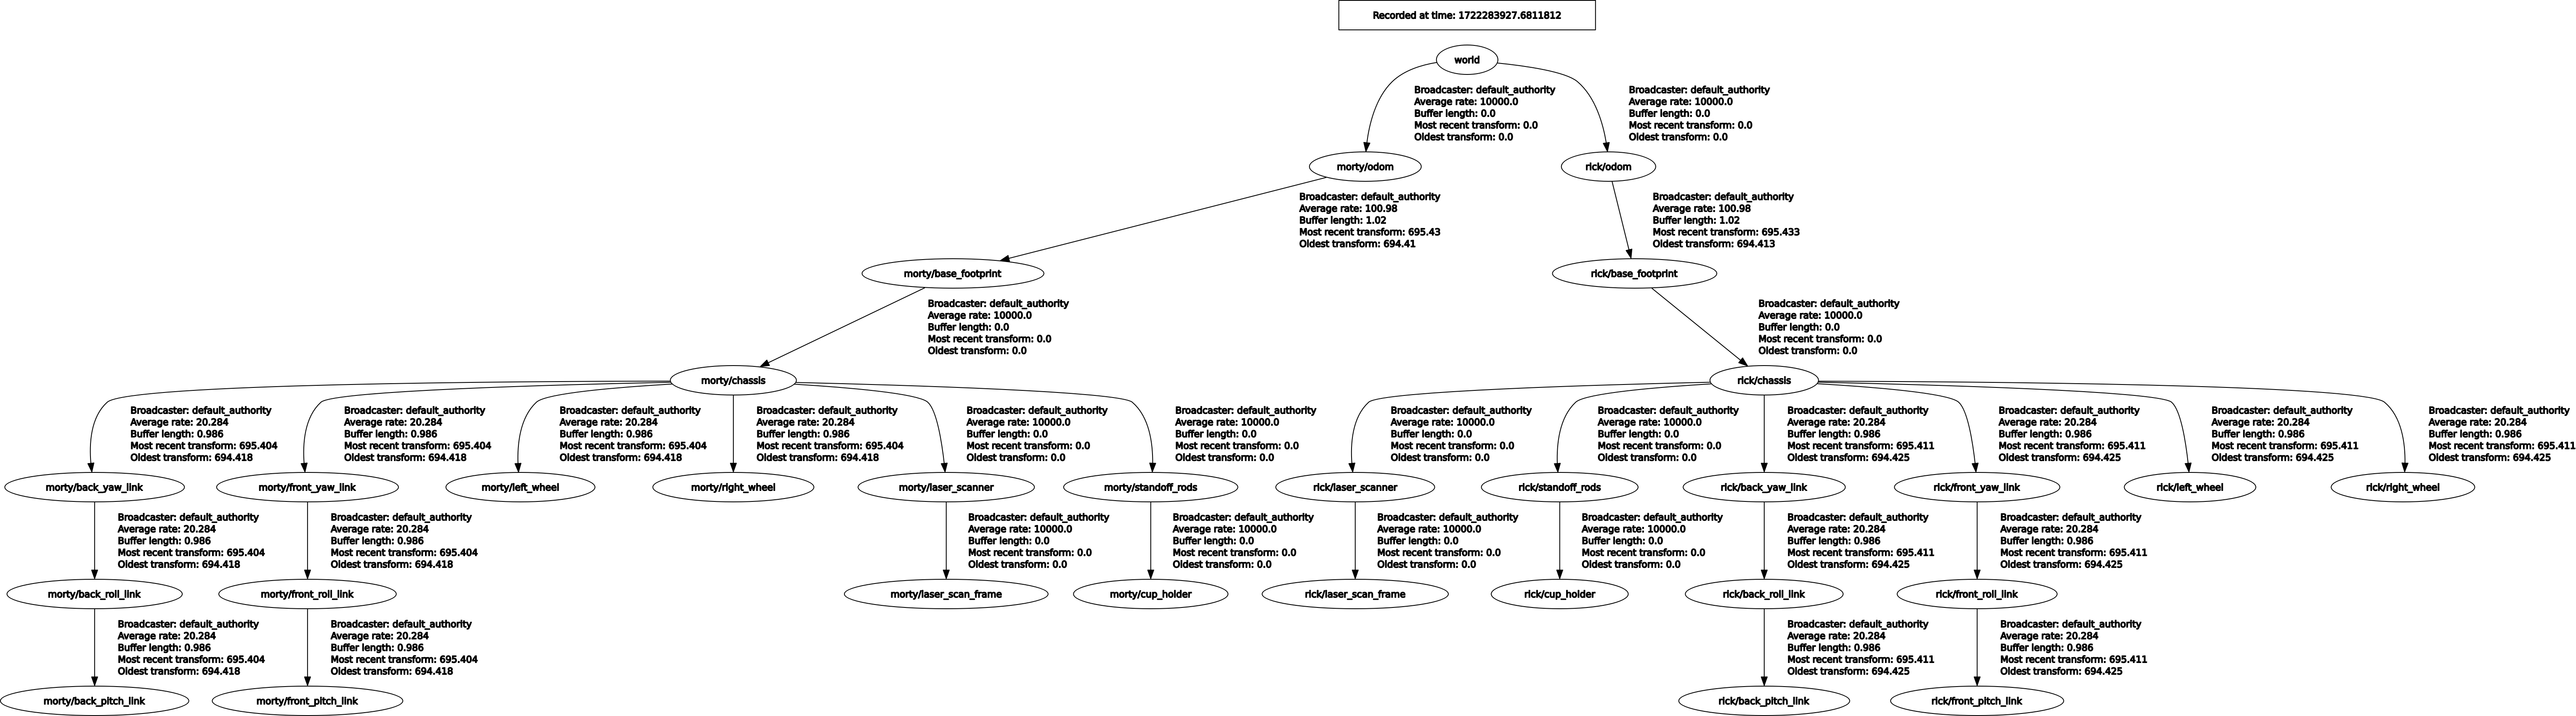 Recorded at time: 1722283927.6811812
world
Broadcaster: default_authority
Average rate: 10000.0
Buffer length: 0.0
Most recent transform: 0.0
Oldest transform: 0.0
Broadcaster: default_authority
Average rate: 10000.0
Buffer length: 0.0
Most recent transform: 0.0
Oldest transform: 0.0
morty/odom
rick/odom
Broadcaster: default_authority
Average rate: 100.98
Buffer length: 1.02
Most recent transform: 695.43
Oldest transform: 694.41
Broadcaster: default_authority
Average rate: 100.98
Buffer length: 1.02
Most recent transform: 695.433
Oldest transform: 694.413
morty/base_footprint
rick/base_footprint
Broadcaster: default_authority
Average rate: 10000.0
Buffer length: 0.0
Most recent transform: 0.0
Oldest transform: 0.0
Broadcaster: default_authority
Average rate: 10000.0
Buffer length: 0.0
Most recent transform: 0.0
Oldest transform: 0.0
morty/chassis
rick/chassis
Broadcaster: default_authority
Average rate: 20.284
Buffer length: 0.986
Most recent transform: 695.404
Oldest transform: 694.418
Broadcaster: default_authority
Average rate: 20.284
Buffer length: 0.986
Most recent transform: 695.404
Oldest transform: 694.418
Broadcaster: default_authority
Average rate: 20.284
Buffer length: 0.986
Most recent transform: 695.404
Oldest transform: 694.418
Broadcaster: default_authority
Average rate: 20.284
Buffer length: 0.986
Most recent transform: 695.404
Oldest transform: 694.418
Broadcaster: default_authority
Average rate: 10000.0
Buffer length: 0.0
Most recent transform: 0.0
Oldest transform: 0.0
Broadcaster: default_authority
Average rate: 10000.0
Buffer length: 0.0
Most recent transform: 0.0
Oldest transform: 0.0
Broadcaster: default_authority
Average rate: 10000.0
Buffer length: 0.0
Most recent transform: 0.0
Oldest transform: 0.0
Broadcaster: default_authority
Average rate: 10000.0
Buffer length: 0.0
Most recent transform: 0.0
Oldest transform: 0.0
Broadcaster: default_authority
Average rate: 20.284
Buffer length: 0.986
Most recent transform: 695.411
Oldest transform: 694.425
Broadcaster: default_authority
Average rate: 20.284
Buffer length: 0.986
Most recent transform: 695.411
Oldest transform: 694.425
Broadcaster: default_authority
Average rate: 20.284
Buffer length: 0.986
Most recent transform: 695.411
Oldest transform: 694.425
Broadcaster: default_authority
Average rate: 20.284
Buffer length: 0.986
Most recent transform: 695.411
Oldest transform: 694.425
morty/back_yaw_link
morty/front_yaw_link
morty/left_wheel
morty/right_wheel
morty/laser_scanner
morty/standoff_rods
rick/laser_scanner
rick/standoff_rods
rick/back_yaw_link
rick/front_yaw_link
rick/left_wheel
rick/right_wheel
Broadcaster: default_authority
Average rate: 20.284
Buffer length: 0.986
Most recent transform: 695.404
Oldest transform: 694.418
Broadcaster: default_authority
Average rate: 20.284
Buffer length: 0.986
Most recent transform: 695.404
Oldest transform: 694.418
Broadcaster: default_authority
Average rate: 10000.0
Buffer length: 0.0
Most recent transform: 0.0
Oldest transform: 0.0
Broadcaster: default_authority
Average rate: 10000.0
Buffer length: 0.0
Most recent transform: 0.0
Oldest transform: 0.0
Broadcaster: default_authority
Average rate: 10000.0
Buffer length: 0.0
Most recent transform: 0.0
Oldest transform: 0.0
Broadcaster: default_authority
Average rate: 10000.0
Buffer length: 0.0
Most recent transform: 0.0
Oldest transform: 0.0
Broadcaster: default_authority
Average rate: 20.284
Buffer length: 0.986
Most recent transform: 695.411
Oldest transform: 694.425
Broadcaster: default_authority
Average rate: 20.284
Buffer length: 0.986
Most recent transform: 695.411
Oldest transform: 694.425
morty/back_roll_link
morty/front_roll_link
morty/laser_scan_frame
morty/cup_holder
rick/laser_scan_frame
rick/cup_holder
rick/back_roll_link
rick/front_roll_link
Broadcaster: default_authority
Average rate: 20.284
Buffer length: 0.986
Most recent transform: 695.404
Oldest transform: 694.418
Broadcaster: default_authority
Average rate: 20.284
Buffer length: 0.986
Most recent transform: 695.404
Oldest transform: 694.418
Broadcaster: default_authority
Average rate: 20.284
Buffer length: 0.986
Most recent transform: 695.411
Oldest transform: 694.425
Broadcaster: default_authority
Average rate: 20.284
Buffer length: 0.986
Most recent transform: 695.411
Oldest transform: 694.425
morty/back_pitch_link
morty/front_pitch_link
rick/back_pitch_link
rick/front_pitch_link